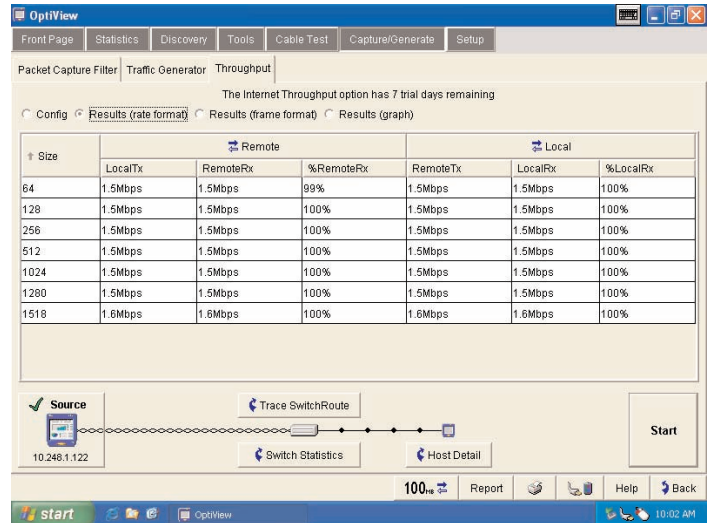 OptiView
Front Page Statistics Discovery Tools Cable Test Capture/Generate Setup
Packet Capture Filter Traffic Generator Throughput
The Internet Throughput option has 7 trial days remaining
Config Results (rate format) Results (frame format) Results (graph)
Size Remote Local
LocalTx RemoteRx %RemoteRx RemoteTx LocalRx %LocalRx
64 1.5Mbps 1.5Mbps 99% 1.5Mbps 1.5Mbps 100%
128 1.5Mbps 1.5Mbps 100% 1.5Mbps 1.5Mbps 100%
256 1.5Mbps 1.5Mbps 100% 1.5Mbps 1.5Mbps 100%
512 1.5Mbps 1.5Mbps 100% 1.5Mbps 1.5Mbps 100%
1024 1.5Mbps 1.5Mbps 100% 1.5Mbps 1.5Mbps 100%
1280 1.5Mbps 1.5Mbps 100% 1.5Mbps 1.5Mbps 100%
1518 1.6Mbps 1.6Mbps 100% 1.6Mbps 1.6Mbps 100%
Source
Trace SwitchRoute
Start
10.248.1.122
Switch Statistics
Host Detail
100 Report Help Back
start OptiView 10:02 AM